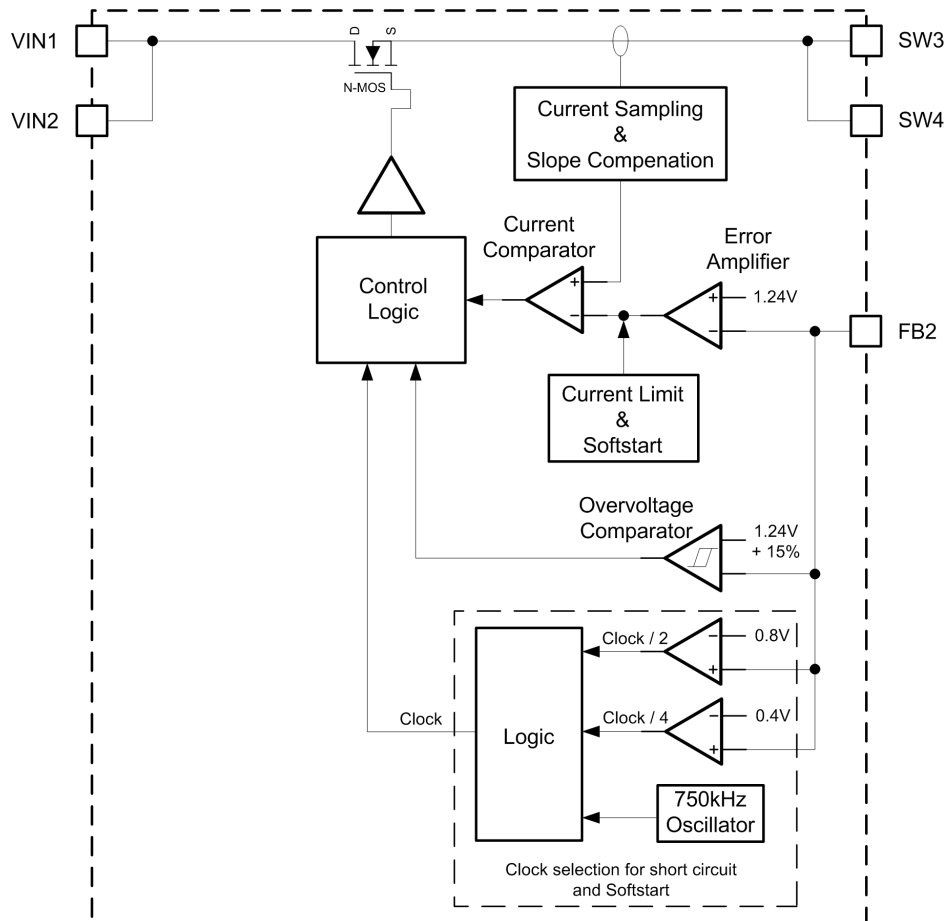 VIN1
D
S
SW3
N-MOS
VIN2
SW4
Current Sampling
&
Slope Compenation
Current
Comparator
Error
Amplifier
Control
Logic
+
−
+
−
1.24V
FB2
Current Limit
&
Softstart
Overvoltage
Comparator
1.24V
+ 15%
Clock / 2
−
+
0.8V
Clock
Logic
Clock / 4
−
+
0.4V
750kHz
Oscillator
Clock selection for short circuit
and Softstart